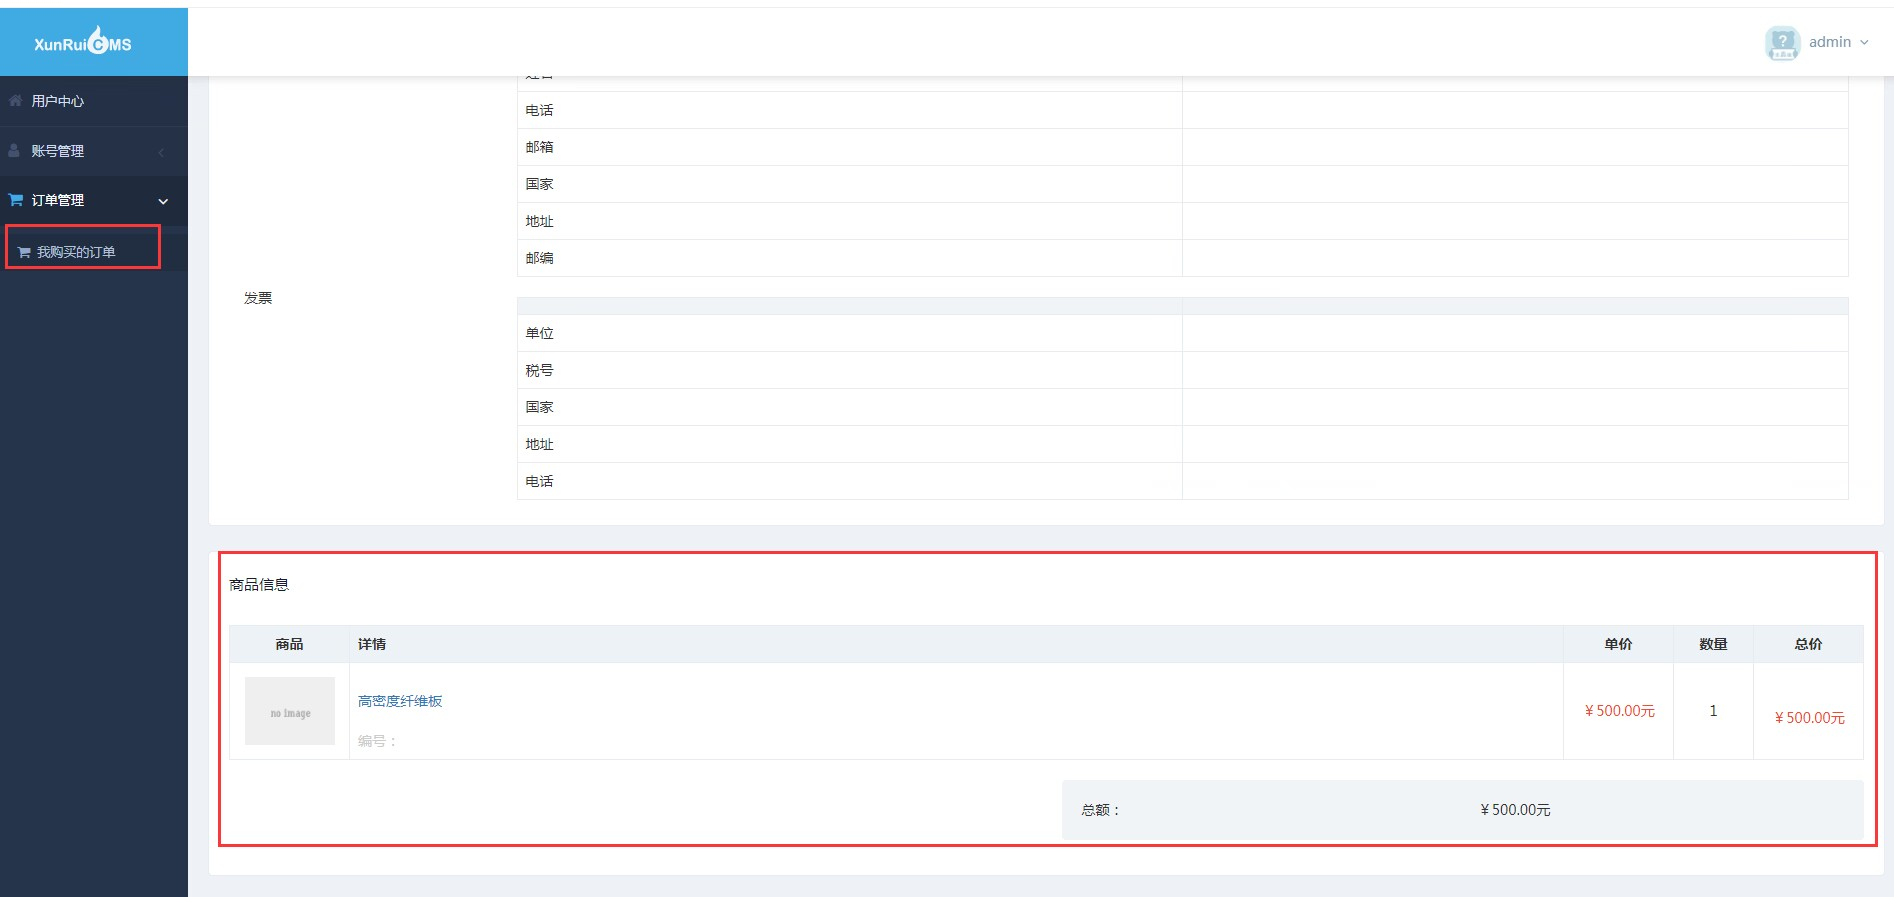 XunRuiCMS
admin
用户中心
账号管理
订单管理
我购买的订单
电话
邮箱
国家
地址
邮编
发票
单位
税号
国家
地址
电话
商品信息
商品 详情 单价 数量 总价
no image
高密度纤维板
编号：
¥500.00元 1 ¥500.00元
总额： ¥500.00元